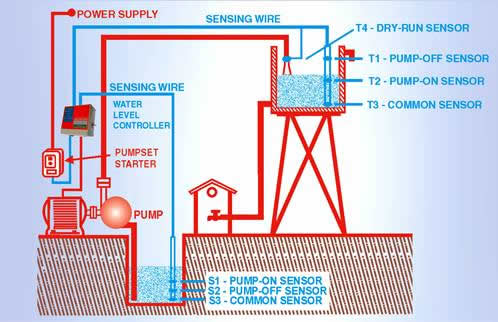 POWER SUPPLY
SENSING WIRE
T4 - DRY-RUN SENSOR
T1 - PUMP-OFF SENSOR
T2 - PUMP-ON SENSOR
T3 - COMMON SENSOR
SENSING WIRE
WATER
LEVEL
CONTROLLER
PUMPSET
STARTER
PUMP
S1 - PUMP-ON SENSOR
S2 - PUMP-OFF SENSOR
S3 - COMMON SENSOR